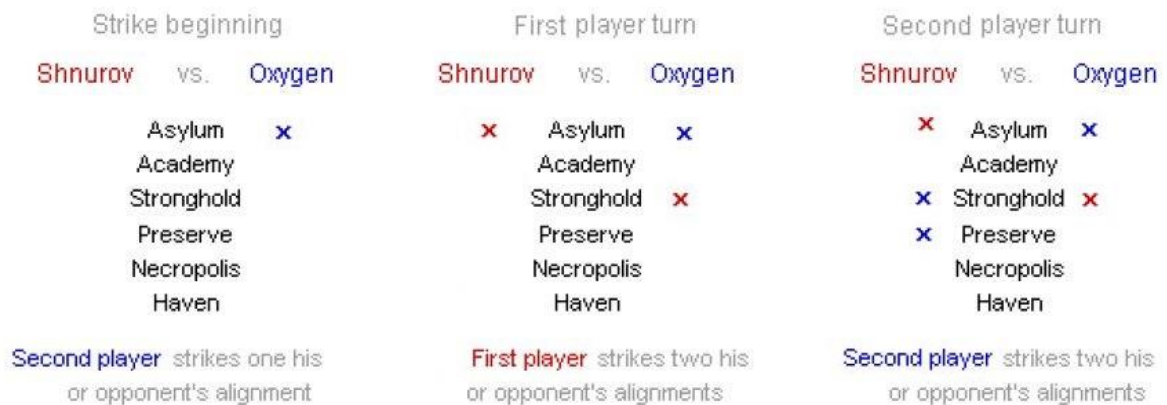 Strike beginning
Shnurov vs. Oxygen
Asylum ×
Academy
Stronghold
Preserve
Necropolis
Haven
Second player strikes one his
or opponent's alignment
First player turn
Shnurov vs. Oxygen
× Asylum ×
Academy
Stronghold ×
Preserve
Necropolis
Haven
First player strikes two his
or opponent's alignments
Second player turn
Shnurov vs. Oxygen
× Asylum ×
Academy
× Stronghold ×
× Preserve
Necropolis
Haven
Second player strikes two his
or opponent's alignments